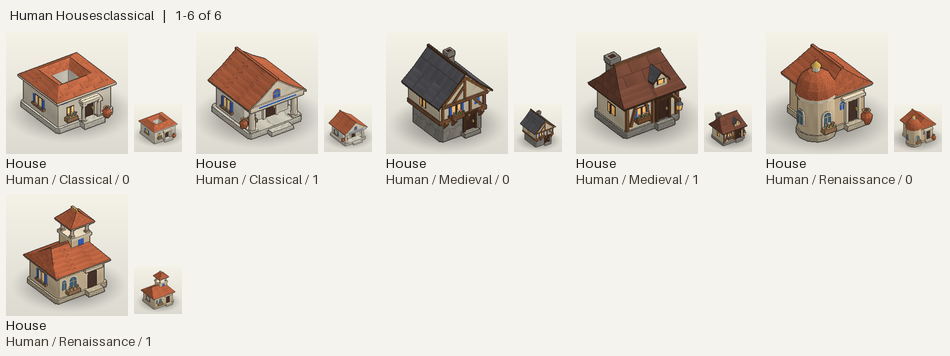 Human Housesclassical | 1-6 of 6
House
Human / Classical / 0
House
Human / Classical / 1
House
Human / Medieval / 0
House
Human / Medieval / 1
House
Human / Renaissance / 0
House
Human / Renaissance / 1